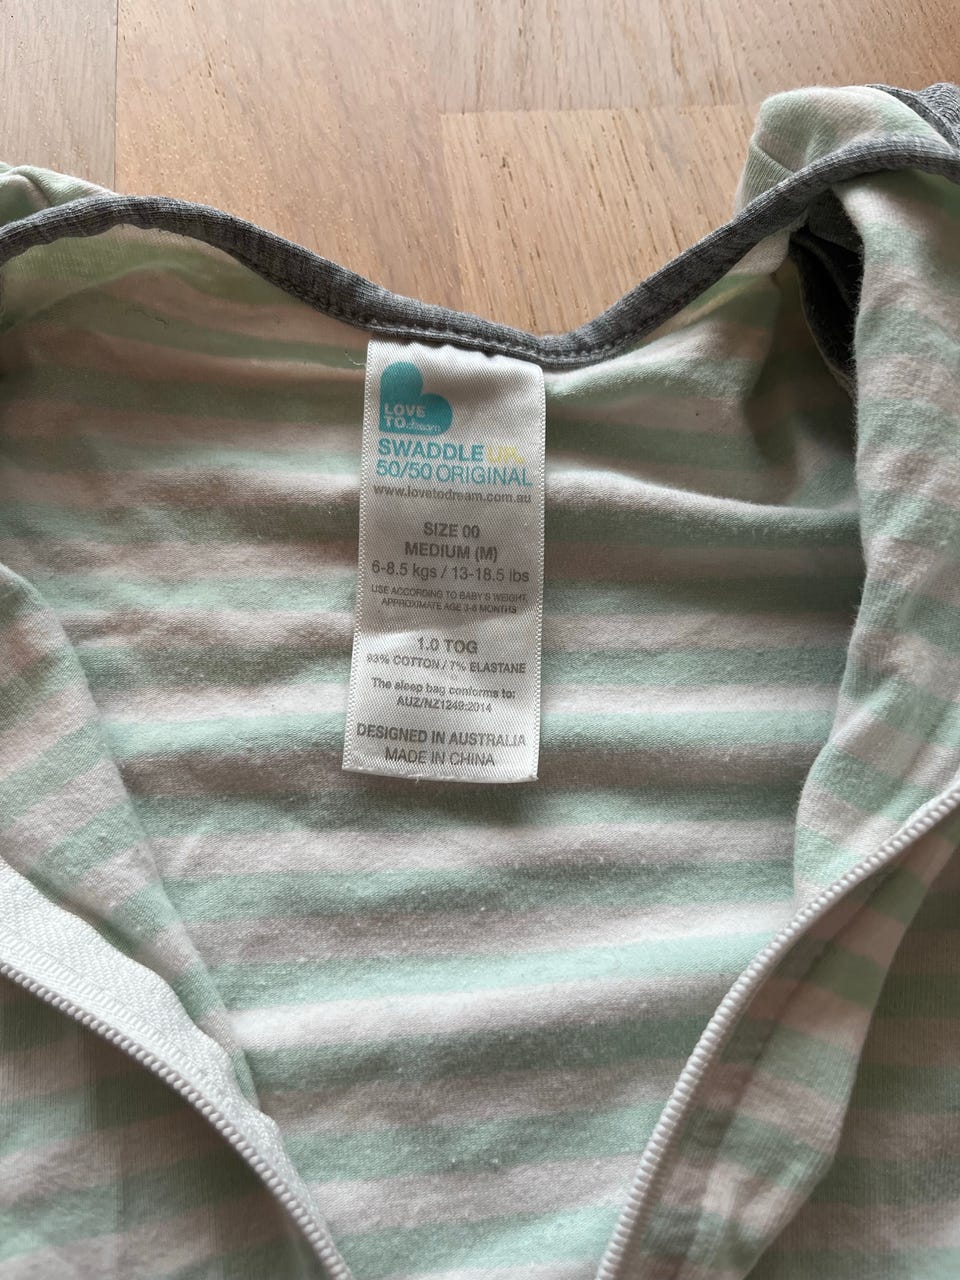 LOVE
TO dream
SWADDLE UP
50/50 ORIGINAL
www.lovetodream.com.au
SIZE 00
MEDIUM (M)
6-8.5 kgs / 13-18.5 lbs
USE ACCORDING TO BABY'S WEIGHT,
APPROXIMATE AGE 3-6 MONTHS
1.0 TOG
93% COTTON / 7% ELASTANE
The sleep bag conforms to:
AUZ/NZ1249:2014
DESIGNED IN AUSTRALIA
MADE IN CHINA